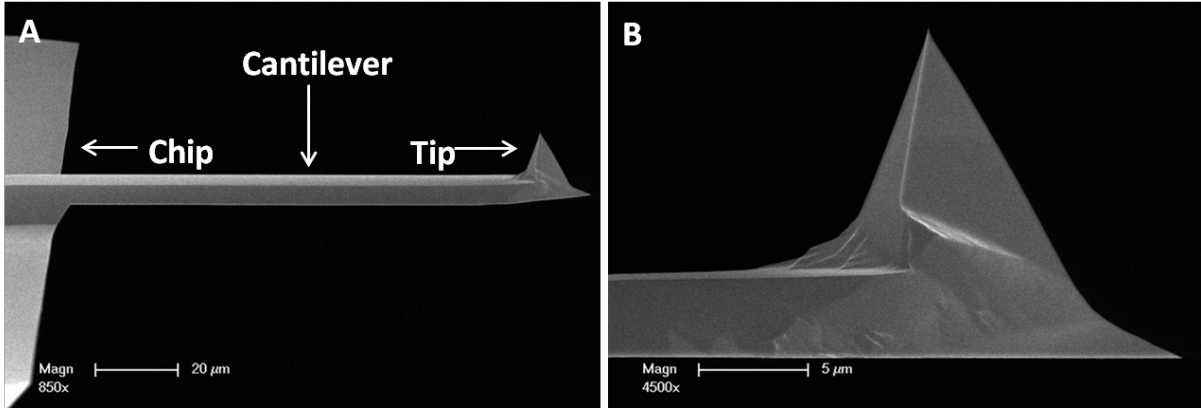 A
Cantilever
Chip
Tip
Magn
20 µm
850x
B
Magn
5 µm
4500x